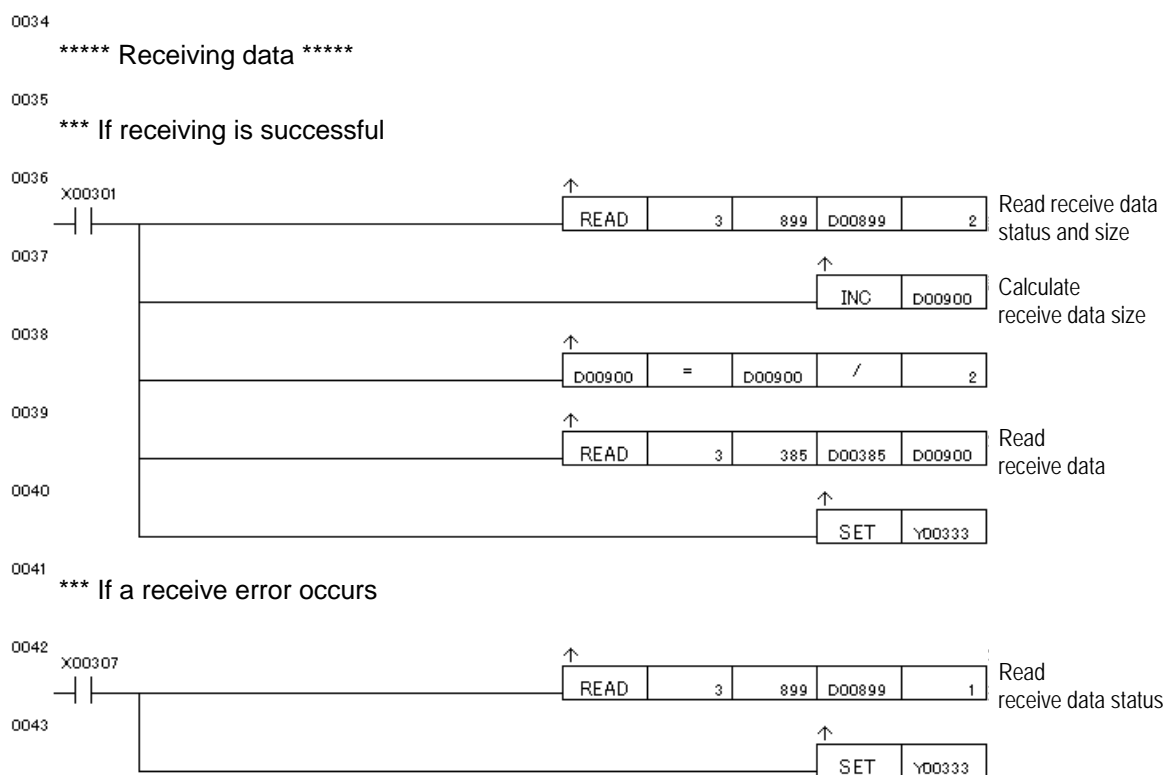 0034
***** Receiving data *****
0035
*** If receiving is successful
0036
X00301
READ 3 899 D00899 2
Read receive data
status and size
0037
INC D00900
Calculate
receive data size
0038
D00900 = D00900 / 2
0039
READ 3 385 D00385 D00900
Read
receive data
0040
SET Y00333
0041
*** If a receive error occurs
0042
X00307
READ 3 899 D00899 1
Read
receive data status
0043
SET Y00333